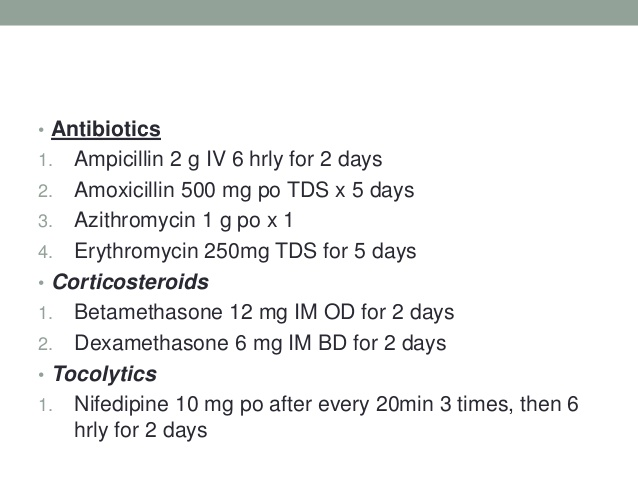 • Antibiotics
1. Ampicillin 2 g IV 6 hrly for 2 days
2. Amoxicillin 500 mg po TDS x 5 days
3. Azithromycin 1 g po x 1
4. Erythromycin 250mg TDS for 5 days
• Corticosteroids
1. Betamethasone 12 mg IM OD for 2 days
2. Dexamethasone 6 mg IM BD for 2 days
• Tocolytics
1. Nifedipine 10 mg po after every 20min 3 times, then 6
hrly for 2 days